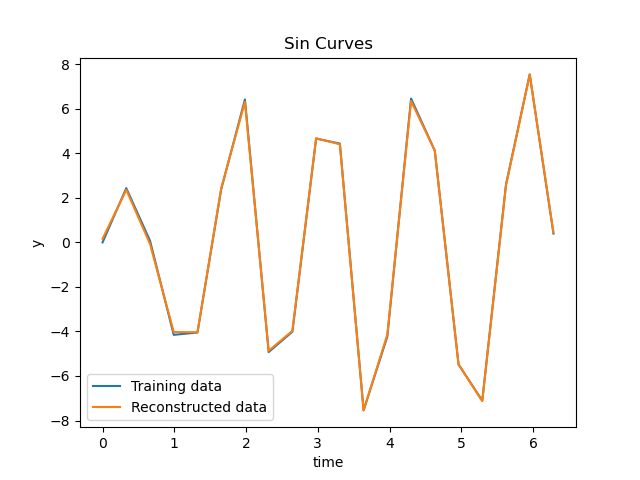 Sin Curves
8
6
4
2
0
−2
−4
−6
−8
y
Training data
Reconstructed data
0 1 2 3 4 5 6
time